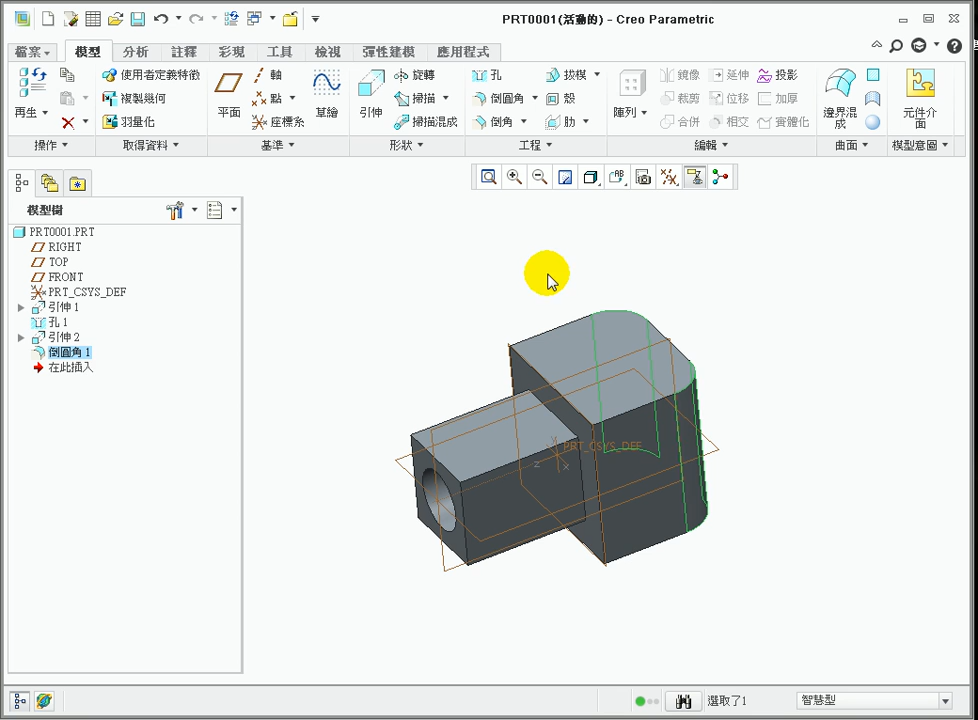 PRT0001(活動的) - Creo Parametric
檔案 模型 分析 註釋 彩現 工具 檢視 彈性建模 應用程式
使用者定義特徵 軸 旋轉 孔 拔模 鏡像 延伸 投影
再生 複製幾何 平面 點 草繪 引伸 掃描 倒圓角 殼 陣列 裁剪 位移 加厚 邊界混成 元件介面
羽量化 座標系 掃描混成 倒角 肋 合併 相交 實體化
操作 取得資料 基準 形狀 工程 編輯 曲面 模型意圖
模型樹
PRT0001.PRT
RIGHT
TOP
FRONT
PRT_CSYS_DEF
引伸 1
孔 1
引伸 2
倒圓角 1
在此插入
Y
PRT_CSYS_DEF
Z X
選取了1 智慧型